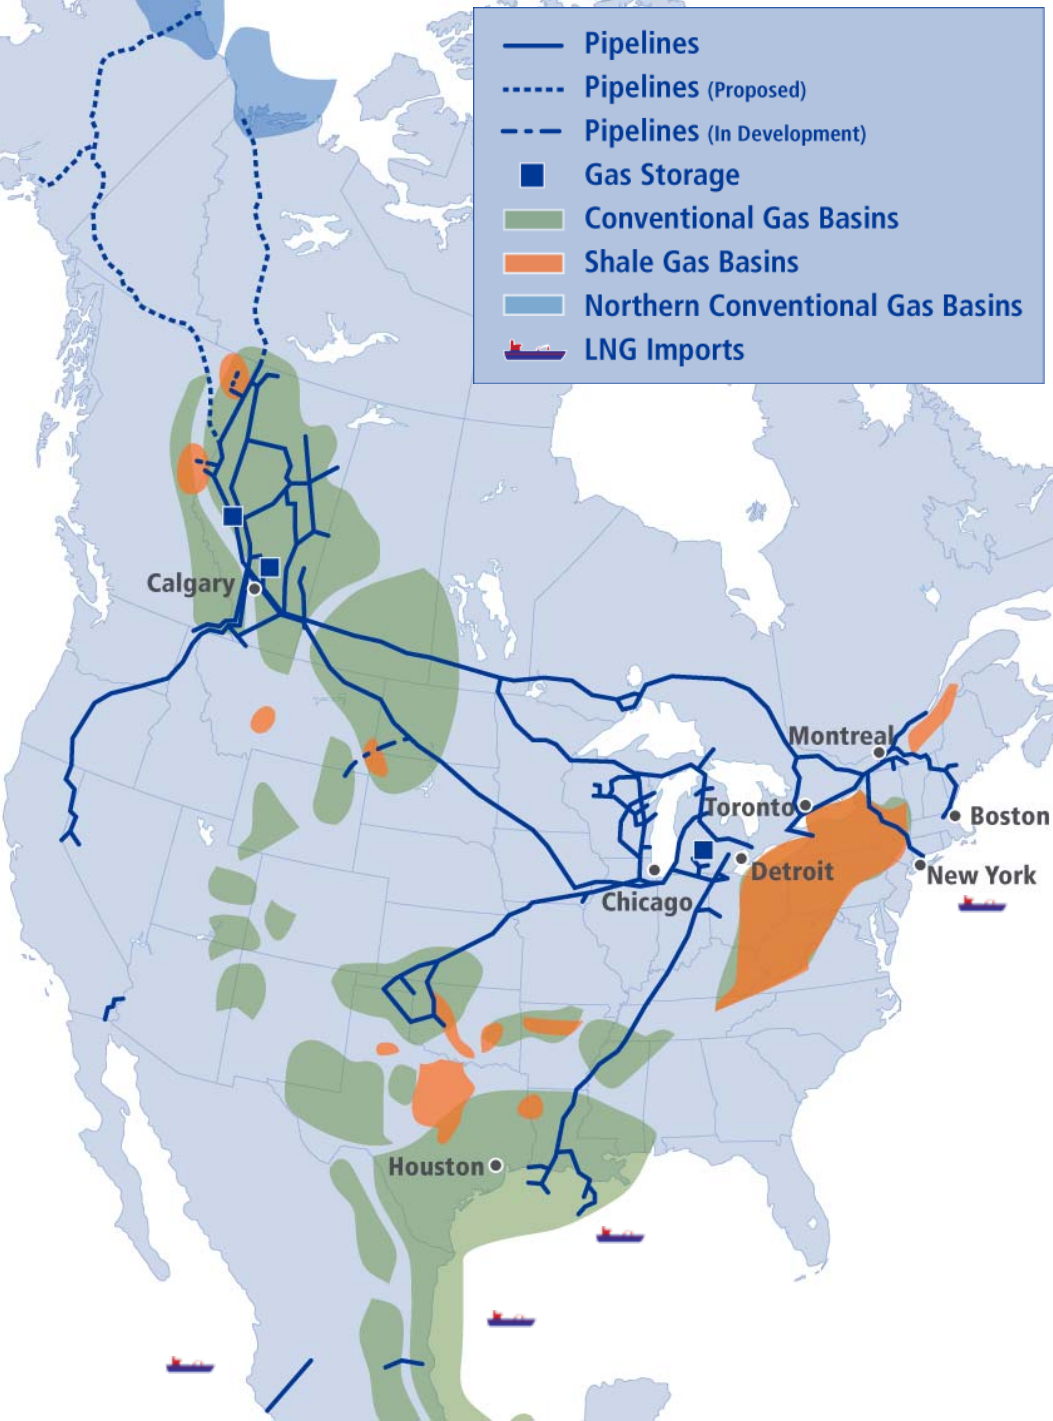 Pipelines
Pipelines (Proposed)
Pipelines (In Development)
Gas Storage
Conventional Gas Basins
Shale Gas Basins
Northern Conventional Gas Basins
LNG Imports
Calgary
Montreal
Toronto
Boston
Detroit
New York
Chicago
Houston